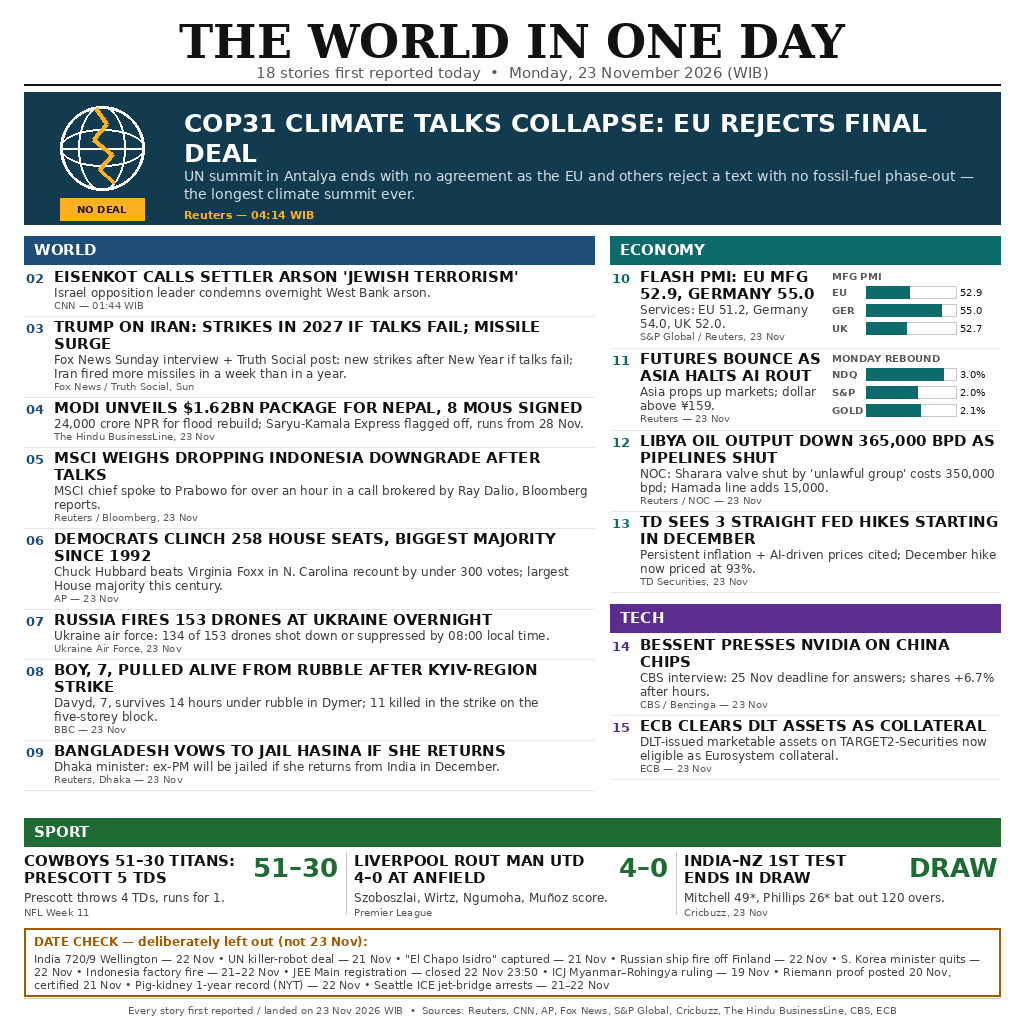 THE WORLD IN ONE DAY
18 stories first reported today • Monday, 23 November 2026 (WIB)
NO DEAL
COP31 CLIMATE TALKS COLLAPSE: EU REJECTS FINAL
DEAL
UN summit in Antalya ends with no agreement as the EU and others reject a text with no fossil-fuel phase-out —
the longest climate summit ever.
Reuters — 04:14 WIB
WORLD
02 EISENKOT CALLS SETTLER ARSON 'JEWISH TERRORISM'
Israel opposition leader condemns overnight West Bank arson.
CNN — 01:44 WIB
03 TRUMP ON IRAN: STRIKES IN 2027 IF TALKS FAIL; MISSILE
SURGE
Fox News Sunday interview + Truth Social post: new strikes after New Year if talks fail;
Iran fired more missiles in a week than in a year.
Fox News / Truth Social, Sun
04 MODI UNVEILS $1.62BN PACKAGE FOR NEPAL, 8 MOUS SIGNED
24,000 crore NPR for flood rebuild; Saryu-Kamala Express flagged off, runs from 28 Nov.
The Hindu BusinessLine, 23 Nov
05 MSCI WEIGHS DROPPING INDONESIA DOWNGRADE AFTER
TALKS
MSCI chief spoke to Prabowo for over an hour in a call brokered by Ray Dalio, Bloomberg
reports.
Reuters / Bloomberg, 23 Nov
06 DEMOCRATS CLINCH 258 HOUSE SEATS, BIGGEST MAJORITY
SINCE 1992
Chuck Hubbard beats Virginia Foxx in N. Carolina recount by under 300 votes; largest
House majority this century.
AP — 23 Nov
07 RUSSIA FIRES 153 DRONES AT UKRAINE OVERNIGHT
Ukraine air force: 134 of 153 drones shot down or suppressed by 08:00 local time.
Ukraine Air Force, 23 Nov
08 BOY, 7, PULLED ALIVE FROM RUBBLE AFTER KYIV-REGION
STRIKE
Davyd, 7, survives 14 hours under rubble in Dymer; 11 killed in the strike on the
five-storey block.
BBC — 23 Nov
09 BANGLADESH VOWS TO JAIL HASINA IF SHE RETURNS
Dhaka minister: ex-PM will be jailed if she returns from India in December.
Reuters, Dhaka — 23 Nov
ECONOMY
10 FLASH PMI: EU MFG
52.9, GERMANY 55.0
Services: EU 51.2, Germany
54.0, UK 52.0.
S&P Global / Reuters, 23 Nov
MFG PMI
EU 52.9
GER 55.0
UK 52.7
11 FUTURES BOUNCE AS
ASIA HALTS AI ROUT
Asia props up markets; dollar
above ¥159.
Reuters — 23 Nov
MONDAY REBOUND
NDQ 3.0%
S&P 2.0%
GOLD 2.1%
12 LIBYA OIL OUTPUT DOWN 365,000 BPD AS
PIPELINES SHUT
NOC: Sharara valve shut by 'unlawful group' costs 350,000
bpd; Hamada line adds 15,000.
Reuters / NOC — 23 Nov
13 TD SEES 3 STRAIGHT FED HIKES STARTING
IN DECEMBER
Persistent inflation + AI-driven prices cited; December hike
now priced at 93%.
TD Securities, 23 Nov
TECH
14 BESSENT PRESSES NVIDIA ON CHINA
CHIPS
CBS interview: 25 Nov deadline for answers; shares +6.7%
after hours.
CBS / Benzinga — 23 Nov
15 ECB CLEARS DLT ASSETS AS COLLATERAL
DLT-issued marketable assets on TARGET2-Securities now
eligible as Eurosystem collateral.
ECB — 23 Nov
SPORT
COWBOYS 51–30 TITANS:
PRESCOTT 5 TDS
51–30
Prescott throws 4 TDs, runs for 1.
NFL Week 11
LIVERPOOL ROUT MAN UTD
4–0 AT ANFIELD
4–0
Szoboszlai, Wirtz, Ngumoha, Muñoz score.
Premier League
INDIA–NZ 1ST TEST
ENDS IN DRAW
DRAW
Mitchell 49*, Phillips 26* bat out 120 overs.
Cricbuzz, 23 Nov
DATE CHECK — deliberately left out (not 23 Nov):
India 720/9 Wellington — 22 Nov • UN killer-robot deal — 21 Nov • "El Chapo Isidro" captured — 21 Nov • Russian ship fire off Finland — 22 Nov • S. Korea minister quits —
22 Nov • Indonesia factory fire — 21–22 Nov • JEE Main registration — closed 22 Nov 23:50 • ICJ Myanmar–Rohingya ruling — 19 Nov • Riemann proof posted 20 Nov,
certified 21 Nov • Pig-kidney 1-year record (NYT) — 22 Nov • Seattle ICE jet-bridge arrests — 21–22 Nov
Every story first reported / landed on 23 Nov 2026 WIB • Sources: Reuters, CNN, AP, Fox News, S&P Global, Cricbuzz, The Hindu BusinessLine, CBS, ECB